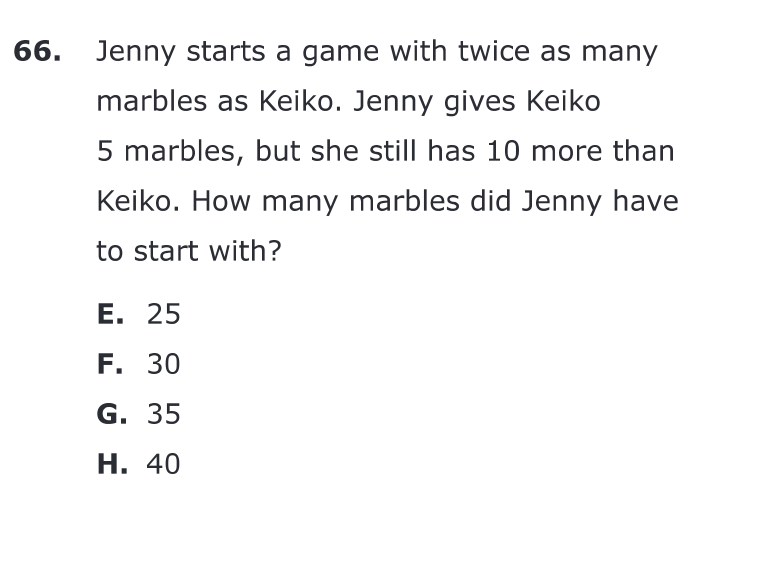 66. Jenny starts a game with twice as many
marbles as Keiko. Jenny gives Keiko
5 marbles, but she still has 10 more than
Keiko. How many marbles did Jenny have
to start with?
E. 25
F. 30
G. 35
H. 40